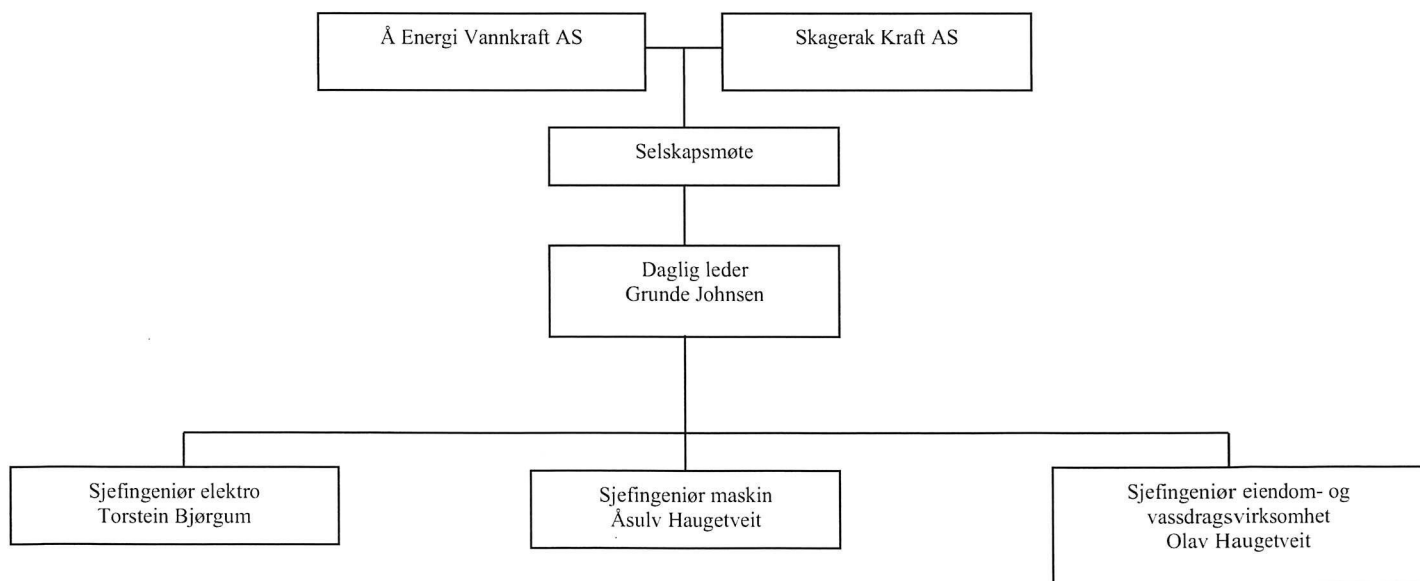 Å Energi Vannkraft AS
Skagerak Kraft AS
Selskapsmøte
Daglig leder
Grunde Johnsen
Sjefingeniør elektro
Torstein Bjørgum
Sjefingeniør maskin
Åsulv Haugetveit
Sjefingeniør eiendom- og
vassdragsvirksomhet
Olav Haugetveit